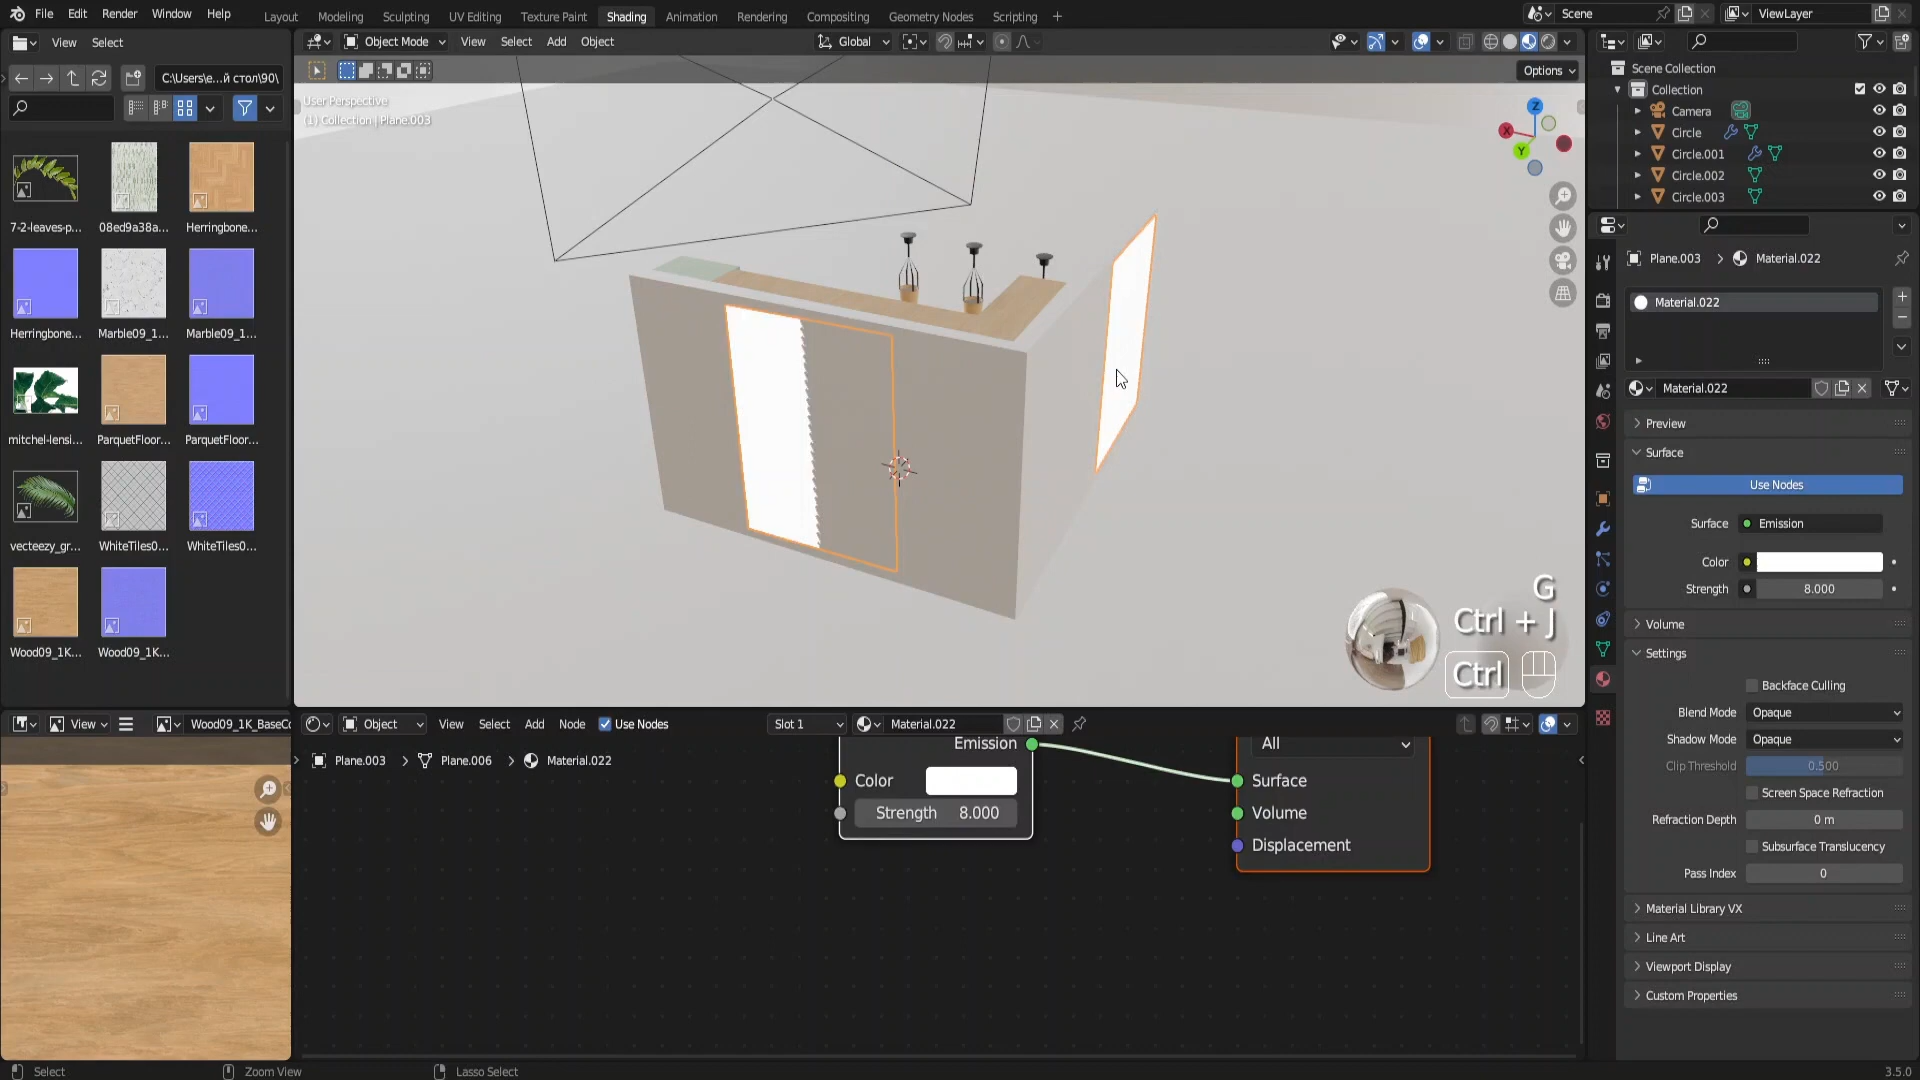 File Edit Render Window Help
Layout Modeling Sculpting UV Editing Texture Paint Shading Animation Rendering Compositing Geometry Nodes Scripting +
Scene
ViewLayer
View Select
Object Mode View Select Add Object
Global
C:\Users\e...й стол\90\
Options
User Perspective
(1) Collection | Plane.003
Z
X
Y
Scene Collection
Collection
Camera
Circle
Circle.001
Circle.002
Circle.003
7-2-leaves-p...
08ed9a38a...
Herringbone...
Herringbone...
Marble09_1...
Marble09_1...
mitchel-lensi...
ParquetFloor...
ParquetFloor...
vecteezy_gr...
WhiteTiles0...
WhiteTiles0...
Wood09_1K...
Wood09_1K...
Plane.003 > Material.022
Material.022
Material.022
Preview
Surface
Use Nodes
Surface Emission
Color
Strength 8.000
Volume
Settings
Backface Culling
Blend Mode Opaque
Shadow Mode Opaque
Clip Threshold 0.500
Screen Space Refraction
Refraction Depth 0 m
Subsurface Translucency
Pass Index 0
Material Library VX
Line Art
Viewport Display
Custom Properties
G
Ctrl + J
Ctrl
View
Wood09_1K_BaseCo
Object View Select Add Node Use Nodes
Slot 1
Material.022
Plane.003 > Plane.006 > Material.022
Emission
Color
Strength 8.000
All
Surface
Volume
Displacement
Select
Zoom View
Lasso Select
3.5.0